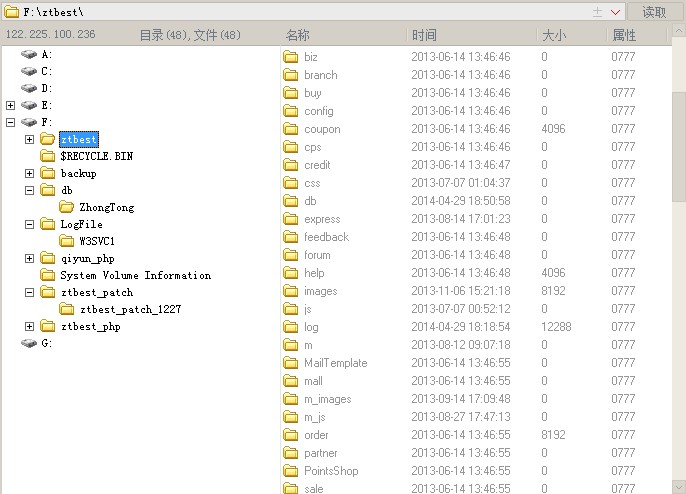 F:\ztbest\ 读取
122.225.100.236 目录(48),文件(48) 名称 时间 大小 属性
A:
C:
D:
E:
F:
ztbest
$RECYCLE.BIN
backup
db
ZhongTong
LogFile
W3SVC1
qiyun_php
System Volume Information
ztbest_patch
ztbest_patch_1227
ztbest_php
G:
biz 2013-06-14 13:46:46 0 0777
branch 2013-06-14 13:46:46 0 0777
buy 2013-06-14 13:46:46 0 0777
config 2013-06-14 13:46:46 0 0777
coupon 2013-06-14 13:46:46 4096 0777
cps 2013-06-14 13:46:46 0 0777
credit 2013-06-14 13:46:47 0 0777
css 2013-07-07 01:04:37 0 0777
db 2014-04-29 18:50:58 0 0777
express 2013-08-14 17:01:23 0 0777
feedback 2013-06-14 13:46:48 0 0777
forum 2013-06-14 13:46:48 0 0777
help 2013-06-14 13:46:48 4096 0777
images 2013-11-06 15:21:18 8192 0777
js 2013-07-07 00:52:12 0 0777
log 2014-04-29 18:18:54 12288 0777
m 2013-08-12 09:07:18 0 0777
MailTemplate 2013-06-14 13:46:55 0 0777
mall 2013-06-14 13:46:55 0 0777
m_images 2013-09-14 17:09:48 0 0777
m_js 2013-08-27 17:47:13 0 0777
order 2013-06-14 13:46:55 8192 0777
partner 2013-06-14 13:46:55 0 0777
PointsShop 2013-06-14 13:46:55 0 0777
sale 2013-06-14 13:46:55 0 0777